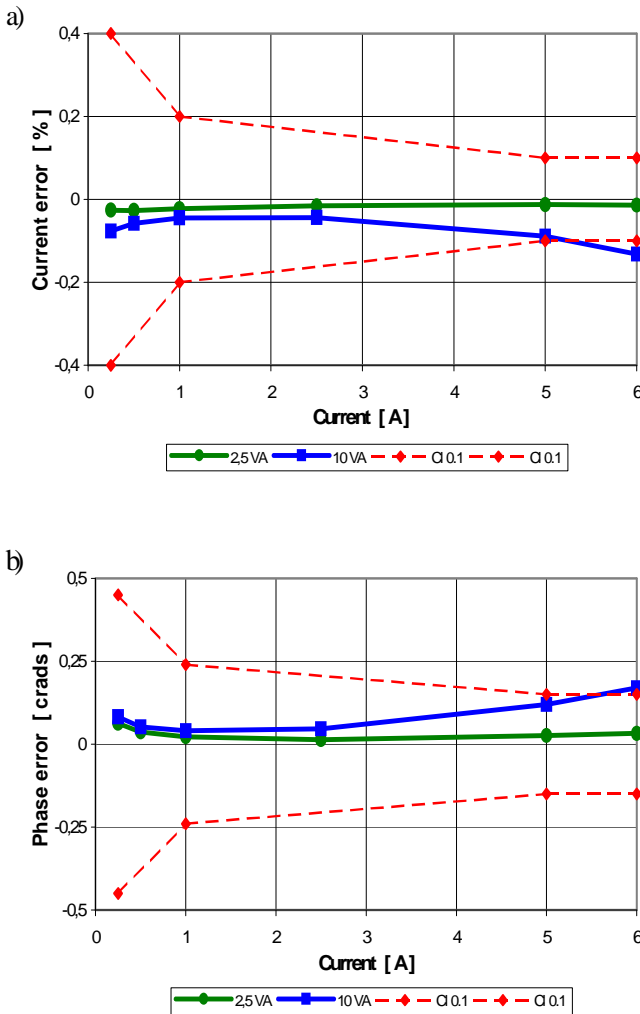 a)
0,4
0,2
0
-0,2
-0,4
Current error [ % ]
0 1 2 3 4 5 6
Current [ A ]
2,5 VA 10 VA Cl 0.1 Cl 0.1
b)
0,5
0,25
0
-0,25
-0,5
Phase error [ crads ]
0 1 2 3 4 5 6
Current [ A ]
2,5 VA 10 VA Cl 0.1 Cl 0.1